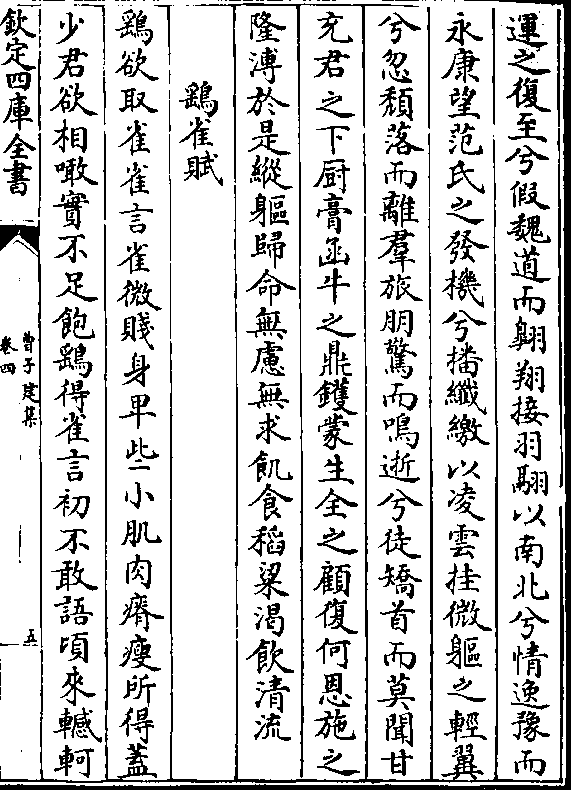 運之復至兮假魏道而翺翔接羽翮以南北兮情逸豫而
永康望范氏之發機兮播纖繳以凌雲挂微軀之輕翼
兮忽頽落而離羣旅朋驚而鳴逝兮徒矯首而莫聞甘
充君之下厨膏函牛之鼎鑊蒙生全之顧復何恩施之
隆溥於是縱軀歸命無慮無求飢食稻粱渴飲清流
鷂雀賦
鷂欲取雀雀言雀微賤身卑些小肌肉瘠瘦所得蓋
少君欲相噉實不足飽鷂得雀言初不敢語頃來轗軻
欽定四庫全書
曹子建集
卷四
五